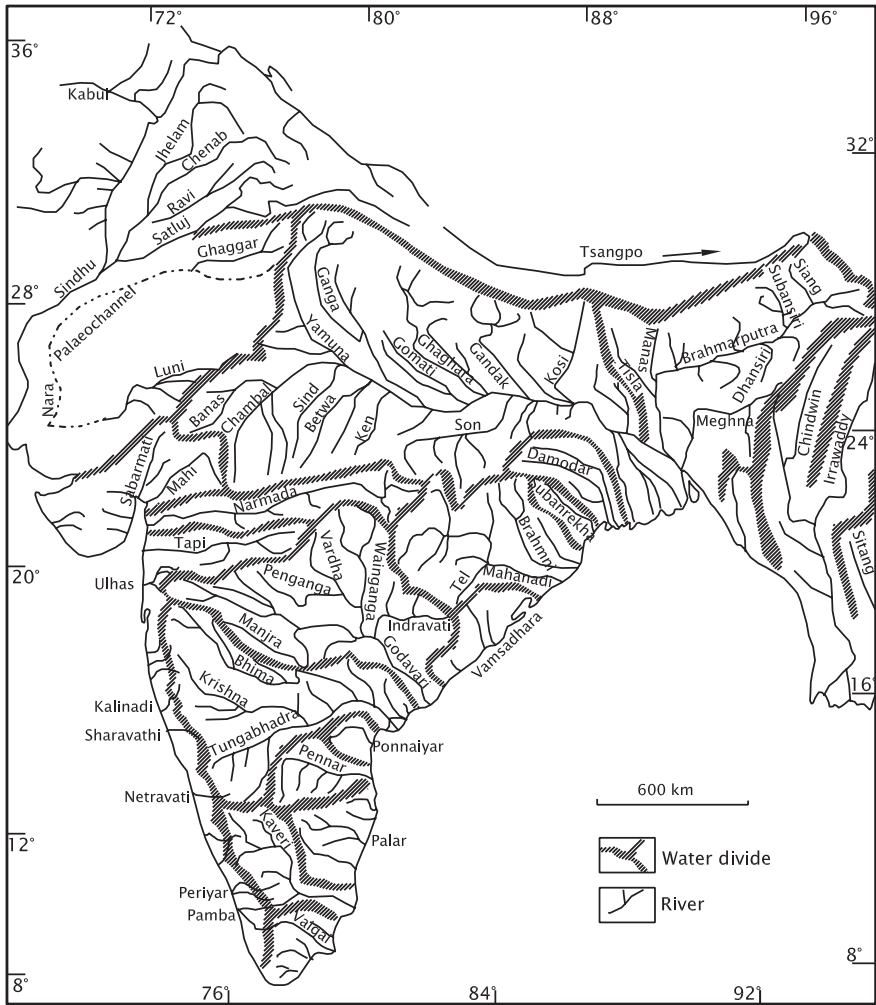 72°
80°
88°
96°
36°
Kabul
Jhelam
Chenab
32°
Ravi
Satluj
Ghaggar
Tsangpo
Sindhu
Siang
Subansiri
28°
Palaeochannel
Ganga
Yamuna
Gomati
Ghaghara
Gandak
Kosi
Tista
Manas
Brahmarputra
Dhansiri
Luni
Nara
Banas
Chamba
Sind
Betwa
Ken
Son
Meghna
Chindwin
Irrawaddy
24°
Sabarmati
Mahi
Narmada
Damodar
Subanrekha
Brahmn
Tapi
20°
Ulhas
Vardha
Wainganga
Penganga
Tel
Mahanadi
Sitang
Indravati
Manjra
Godavari
Vamsadhara
Bhima
Krishna
16°
Kalinadi
Sharavathi
Tungabhadra
Ponnaiyar
Pennar
Netravati
600 km
12°
Kaveri
Palar
Water divide
Periyar
River
Pamba
Vaigai
8°
8°
76°
84°
92°